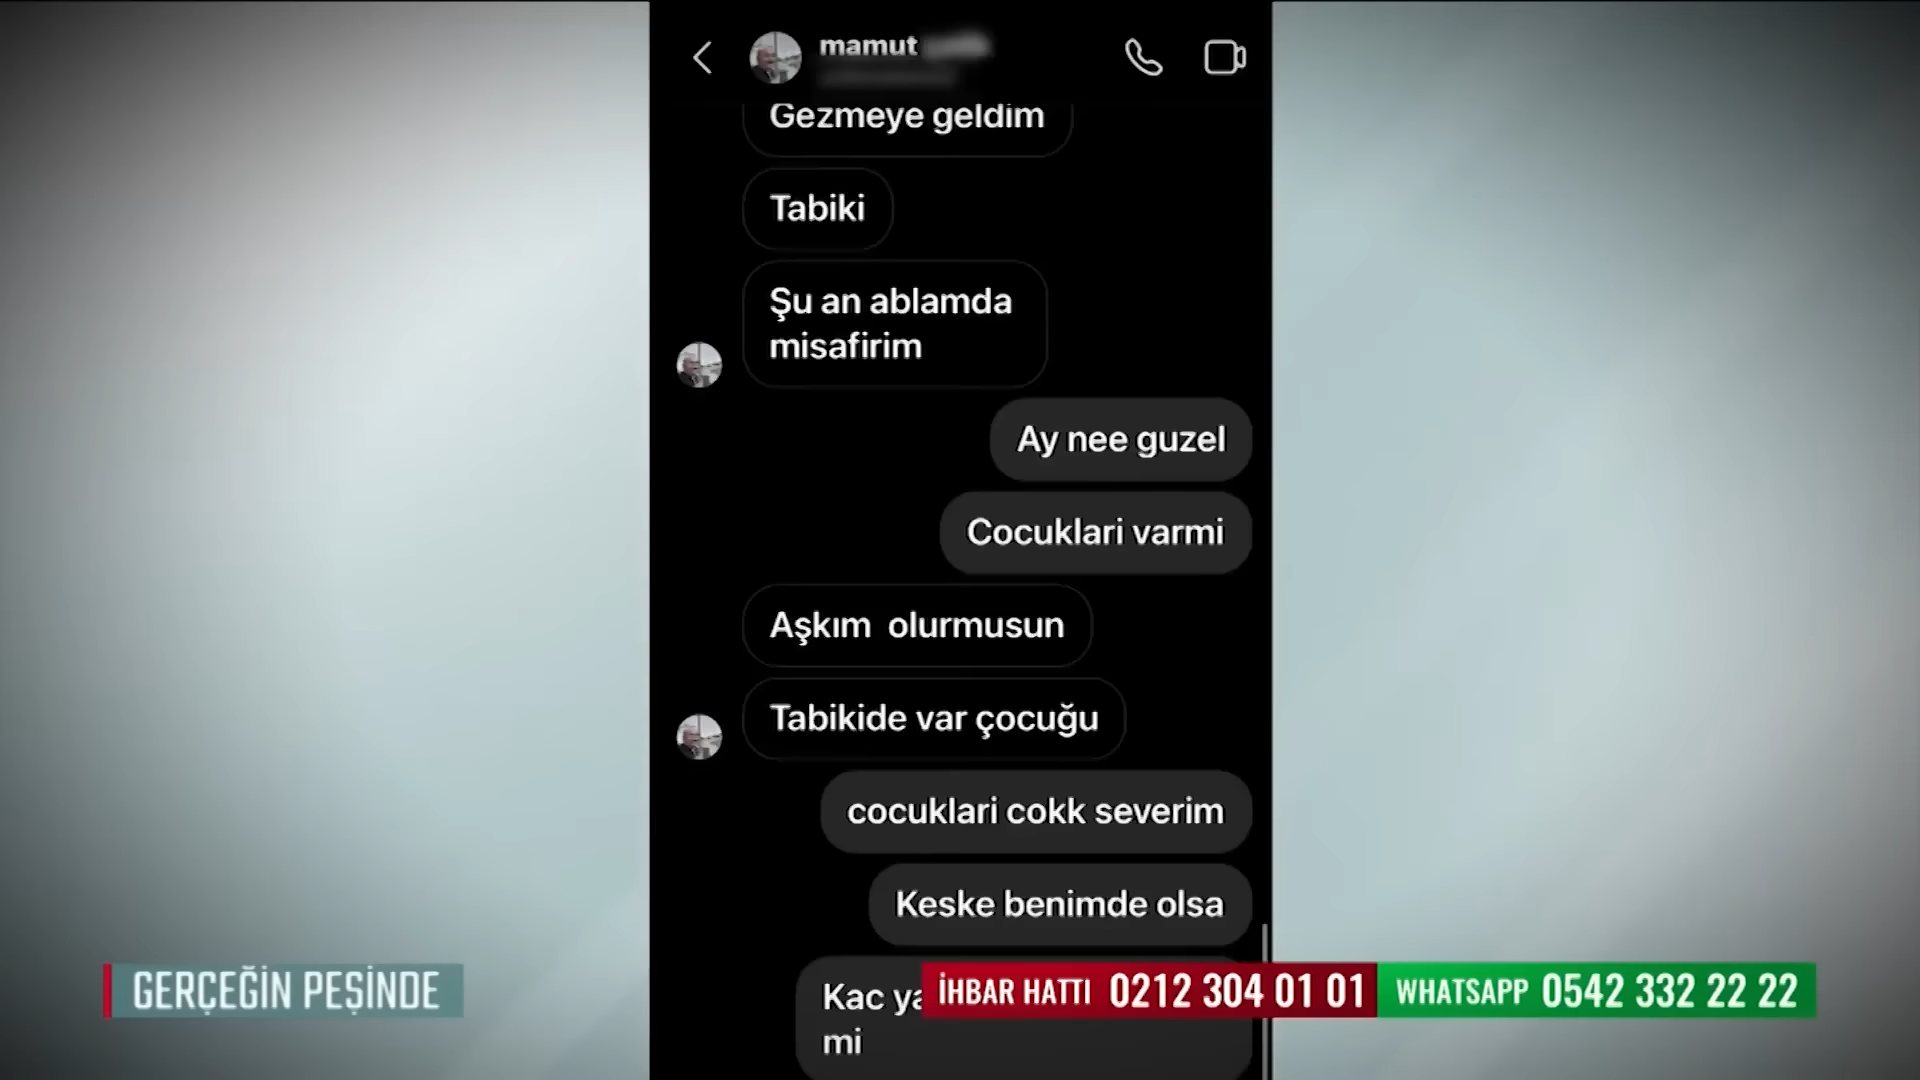 mamut
Gezmeye geldim
Tabiki
Şu an ablamda
misafirim
Ay nee guzel
Cocuklari varmi
Aşkım olurmusun
Tabikide var çocuğu
cocuklari cokk severim
Keske benimde olsa
Kac
mi
GERÇEĞİN PEŞİNDE
İHBAR HATTI 0212 304 01 01
WHATSAPP 0542 332 22 22